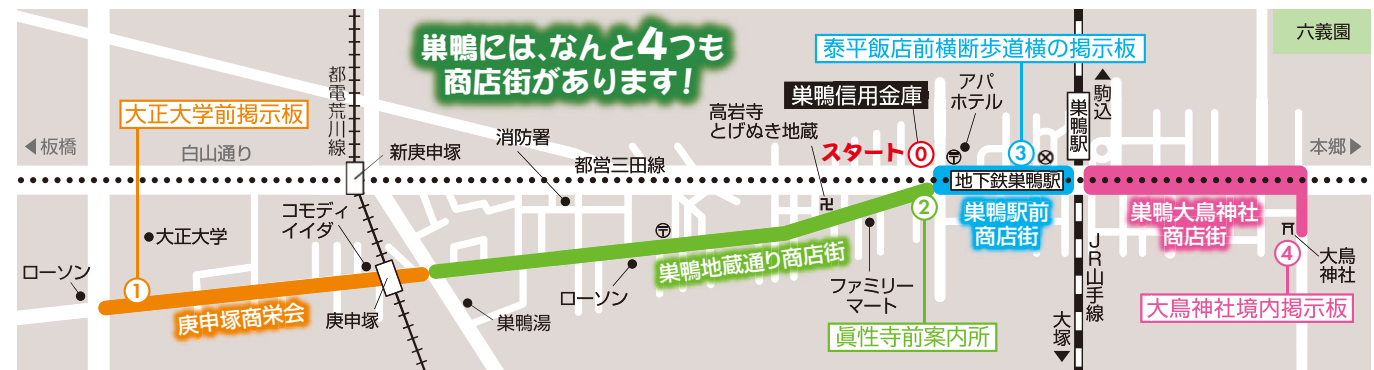 巣鴨には、なんと4つも
商店街があります！
六義園
泰平飯店前横断歩道横の掲示板
都電荒川線
大正大学前掲示板
巣鴨信用金庫
アパ
ホテル
駒込
巣鴨駅
高岩寺
とげぬき地蔵
板橋
白山通り
新庚申塚
消防署
都営三田線
スタート
0
3
本郷
地下鉄巣鴨駅
コモディ
イイダ
大正大学
2
巣鴨駅前
商店街
巣鴨大鳥神社
商店街
ローソン
1
庚申塚商栄会
庚申塚
巣鴨湯
ローソン
巣鴨地蔵通り商店街
ファミリー
マート
眞性寺前案内所
JR山手線
大塚
4
大鳥
神社
大鳥神社境内掲示板